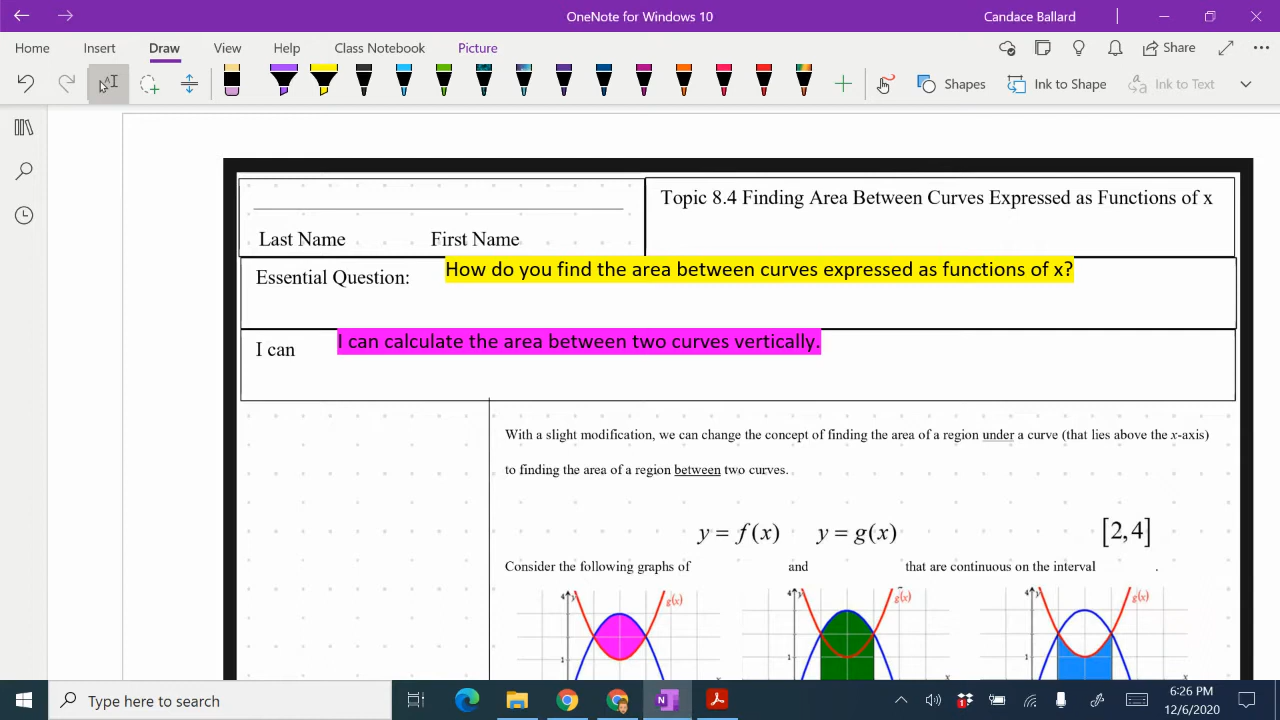 OneNote for Windows 10
Candace Ballard
Home Insert Draw View Help Class Notebook Picture Share
Shapes Ink to Shape Ink to Text
Topic 8.4 Finding Area Between Curves Expressed as Functions of x
Last Name First Name
Essential Question: How do you find the area between curves expressed as functions of x?
I can I can calculate the area between two curves vertically.
With a slight modification, we can change the concept of finding the area of a region under a curve (that lies above the x-axis)
to finding the area of a region between two curves.
y = f(x) y = g(x) [2,4]
Consider the following graphs of and that are continuous on the interval .
4 y g(x) 4 y g(x) 4 y g(x)
1 1 1
x x x
Type here to search
6:26 PM
12/6/2020